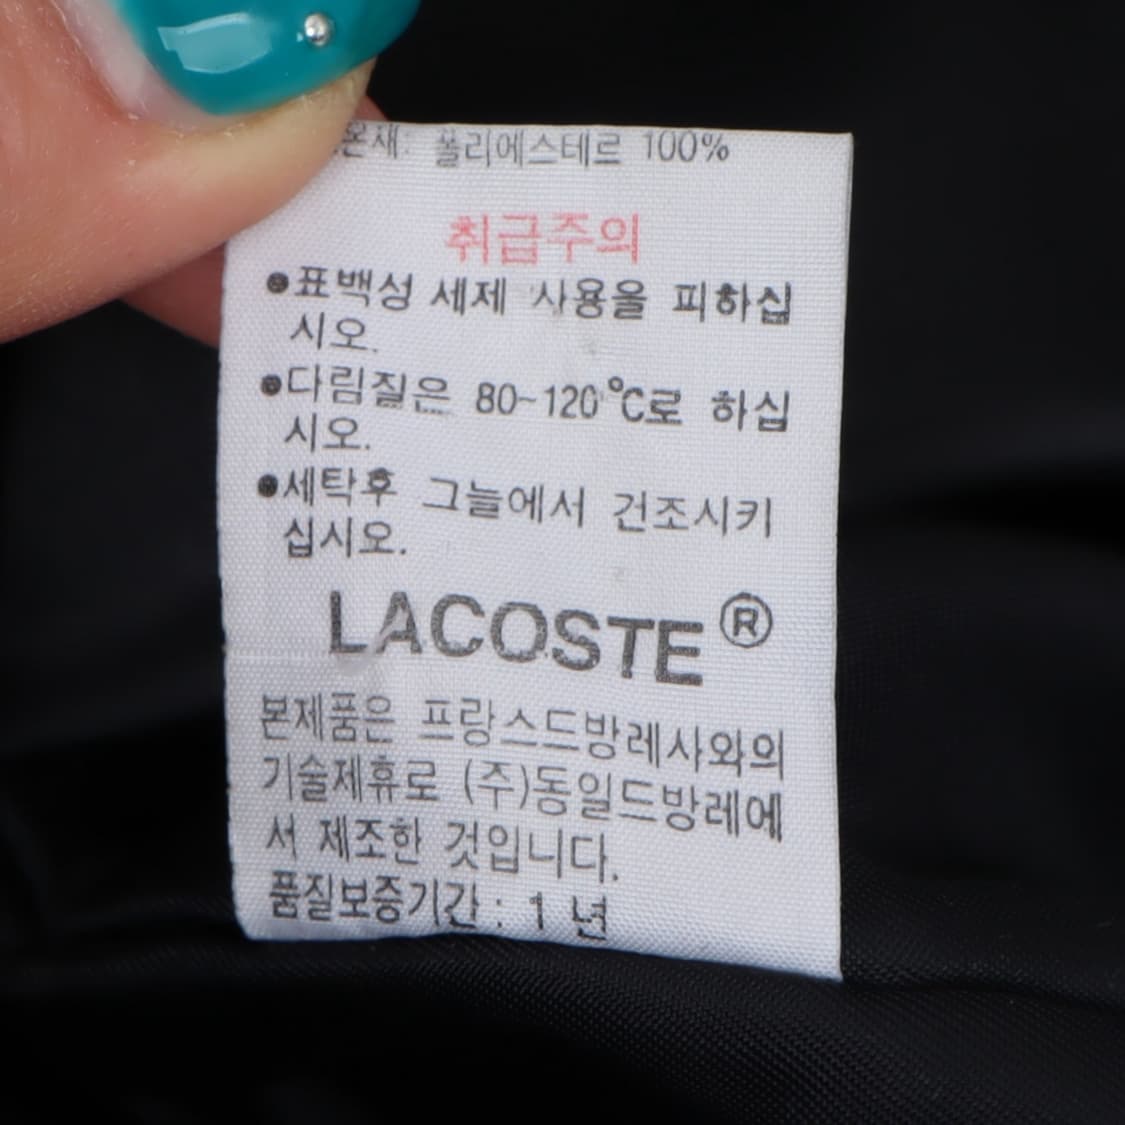 폴리에스테르 100%
취급주의
●표백성 세제 사용을 피하십
시오.
●다림질은 80~120℃로 하십
시오.
●세탁후 그늘에서 건조시키
십시오.
LACOSTE®
본제품은 프랑스드방레사와의
기술제휴로 (주)동일드방레에
서 제조한 것입니다.
품질보증기간: 1 년